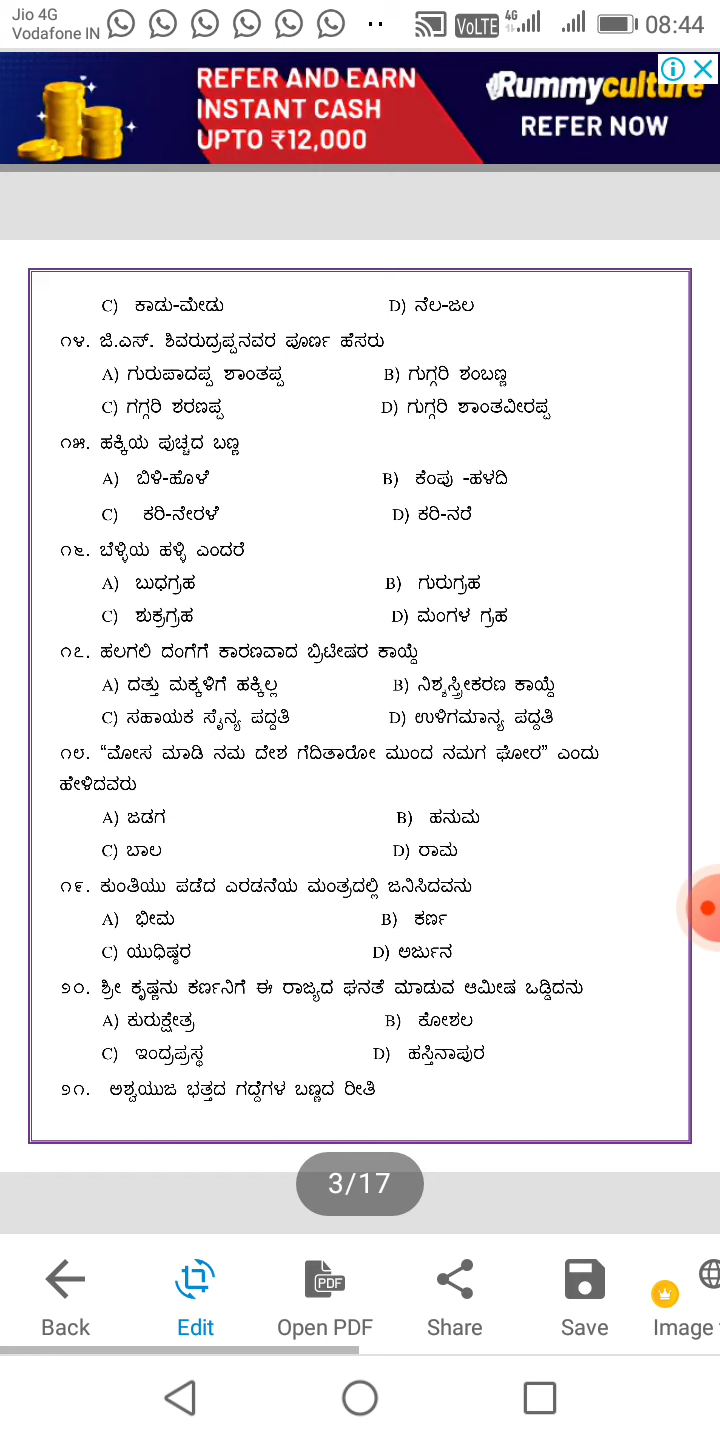 Jio 4G
Vodafone IN
VoLTE 4G 08:44
REFER AND EARN
INSTANT CASH
UPTO ₹12,000
Rummyculture
REFER NOW
C) ಕಾಡು-ಮೇಡು D) ನೆಲ-ಜಲ
೧೪. ಜಿ.ಎಸ್. ಶಿವರುದ್ರಪ್ಪನವರ ಪೂರ್ಣ ಹೆಸರು
A) ಗುರುಪಾದಪ್ಪ ಶಾಂತಪ್ಪ B) ಗುಗ್ಗರಿ ಶಂಬಣ್ಣ
C) ಗಗ್ಗರಿ ಶರಣಪ್ಪ D) ಗುಗ್ಗರಿ ಶಾಂತವೀರಪ್ಪ
೧೫. ಹಕ್ಕಿಯ ಪುಚ್ಚದ ಬಣ್ಣ
A) ಬಿಳಿ-ಹೊಳೆ B) ಕೆಂಪು -ಹಳದಿ
C) ಕರಿ-ನೇರಳೆ D) ಕರಿ-ನರೆ
೧೬. ಬೆಳ್ಳಿಯ ಹಳ್ಳಿ ಎಂದರೆ
A) ಬುಧಗ್ರಹ B) ಗುರುಗ್ರಹ
C) ಶುಕ್ರಗ್ರಹ D) ಮಂಗಳ ಗ್ರಹ
೧೭. ಹಲಗಲಿ ದಂಗೆಗೆ ಕಾರಣವಾದ ಬ್ರಿಟೀಷರ ಕಾಯ್ದೆ
A) ದತ್ತು ಮಕ್ಕಳಿಗೆ ಹಕ್ಕಿಲ್ಲ B) ನಿಶ್ಯಸ್ತ್ರೀಕರಣ ಕಾಯ್ದೆ
C) ಸಹಾಯಕ ಸೈನ್ಯ ಪದ್ದತಿ D) ಉಳಿಗಮಾನ್ಯ ಪದ್ದತಿ
೧೮. “ಮೋಸ ಮಾಡಿ ನಮ ದೇಶ ಗೆದಿತಾರೋ ಮುಂದ ನಮಗ ಘೋರ” ಎಂದು
ಹೇಳಿದವರು
A) ಜಡಗ B) ಹನುಮ
C) ಬಾಲ D) ರಾಮ
೧೯. ಕುಂತಿಯು ಪಡೆದ ಎರಡನೆಯ ಮಂತ್ರದಲ್ಲಿ ಜನಿಸಿದವನು
A) ಭೀಮ B) ಕರ್ಣ
C) ಯುಧಿಷ್ಠರ D) ಅರ್ಜುನ
೨೦. ಶ್ರೀ ಕೃಷ್ಣನು ಕರ್ಣನಿಗೆ ಈ ರಾಜ್ಯದ ಘನತೆ ಮಾಡುವ ಆಮೀಷ ಒಡ್ಡಿದನು
A) ಕುರುಕ್ಷೇತ್ರ B) ಕೋಶಲ
C) ಇಂದ್ರಪ್ರಸ್ಥ D) ಹಸ್ತಿನಾಪುರ
೨೧. ಅಶ್ವಯುಜ ಭತ್ತದ ಗದ್ದೆಗಳ ಬಣ್ಣದ ರೀತಿ
3/17
PDF
Back Edit Open PDF Share Save Image